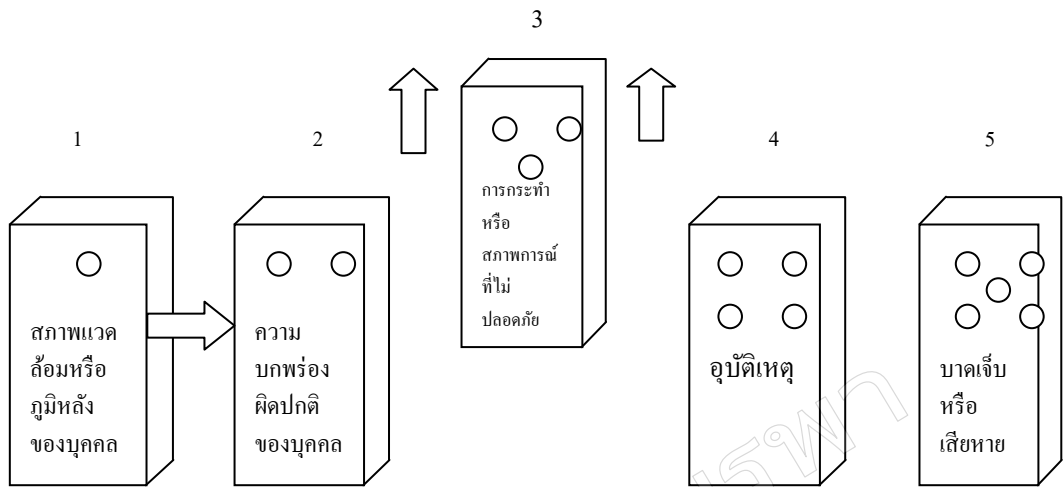 3
1
2
4
5
การกระทำ
หรือ
สภาพการณ์
ที่ไม่
ปลอดภัย
สภาพแวด
ล้อมหรือ
ภูมิหลัง
ของบุคคล
ความ
บกพร่อง
ผิดปกติ
ของบุคคล
อุบัติเหตุ
บาดเจ็บ
หรือ
เสียหาย